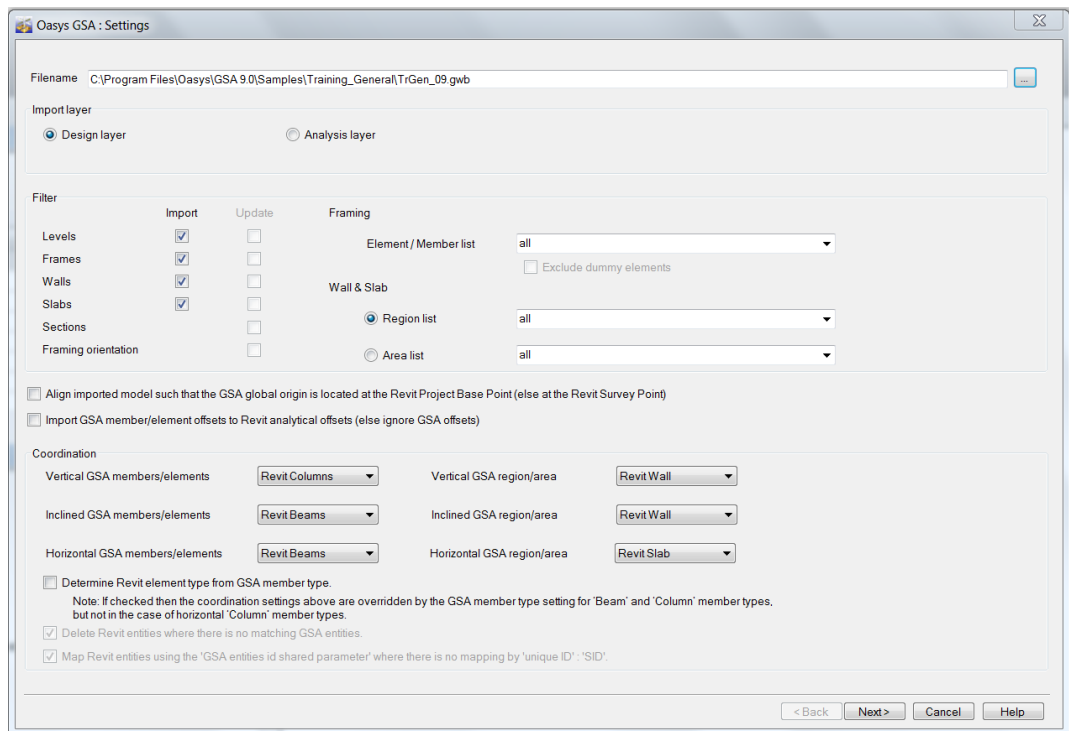 Oasys GSA : Settings
Filename C:\Program Files\Oasys\GSA 9.0\Samples\Training_General\TrGen_09.gwb ...
Import layer
Design layer Analysis layer
Filter
Import Update Framing
Levels
Element / Member list all
Frames
Exclude dummy elements
Walls
Wall & Slab
Slabs
Region list all
Sections
Framing orientation
Area list all
Align imported model such that the GSA global origin is located at the Revit Project Base Point (else at the Revit Survey Point)
Import GSA member/element offsets to Revit analytical offsets (else ignore GSA offsets)
Coordination
Vertical GSA members/elements Revit Columns Vertical GSA region/area Revit Wall
Inclined GSA members/elements Revit Beams Inclined GSA region/area Revit Wall
Horizontal GSA members/elements Revit Beams Horizontal GSA region/area Revit Slab
Determine Revit element type from GSA member type.
Note: If checked then the coordination settings above are overridden by the GSA member type setting for 'Beam' and 'Column' member types,
but not in the case of horizontal 'Column' member types.
Delete Revit entities where there is no matching GSA entities.
Map Revit entities using the 'GSA entities id shared parameter' where there is no mapping by 'unique ID' : 'SID'.
< Back Next > Cancel Help